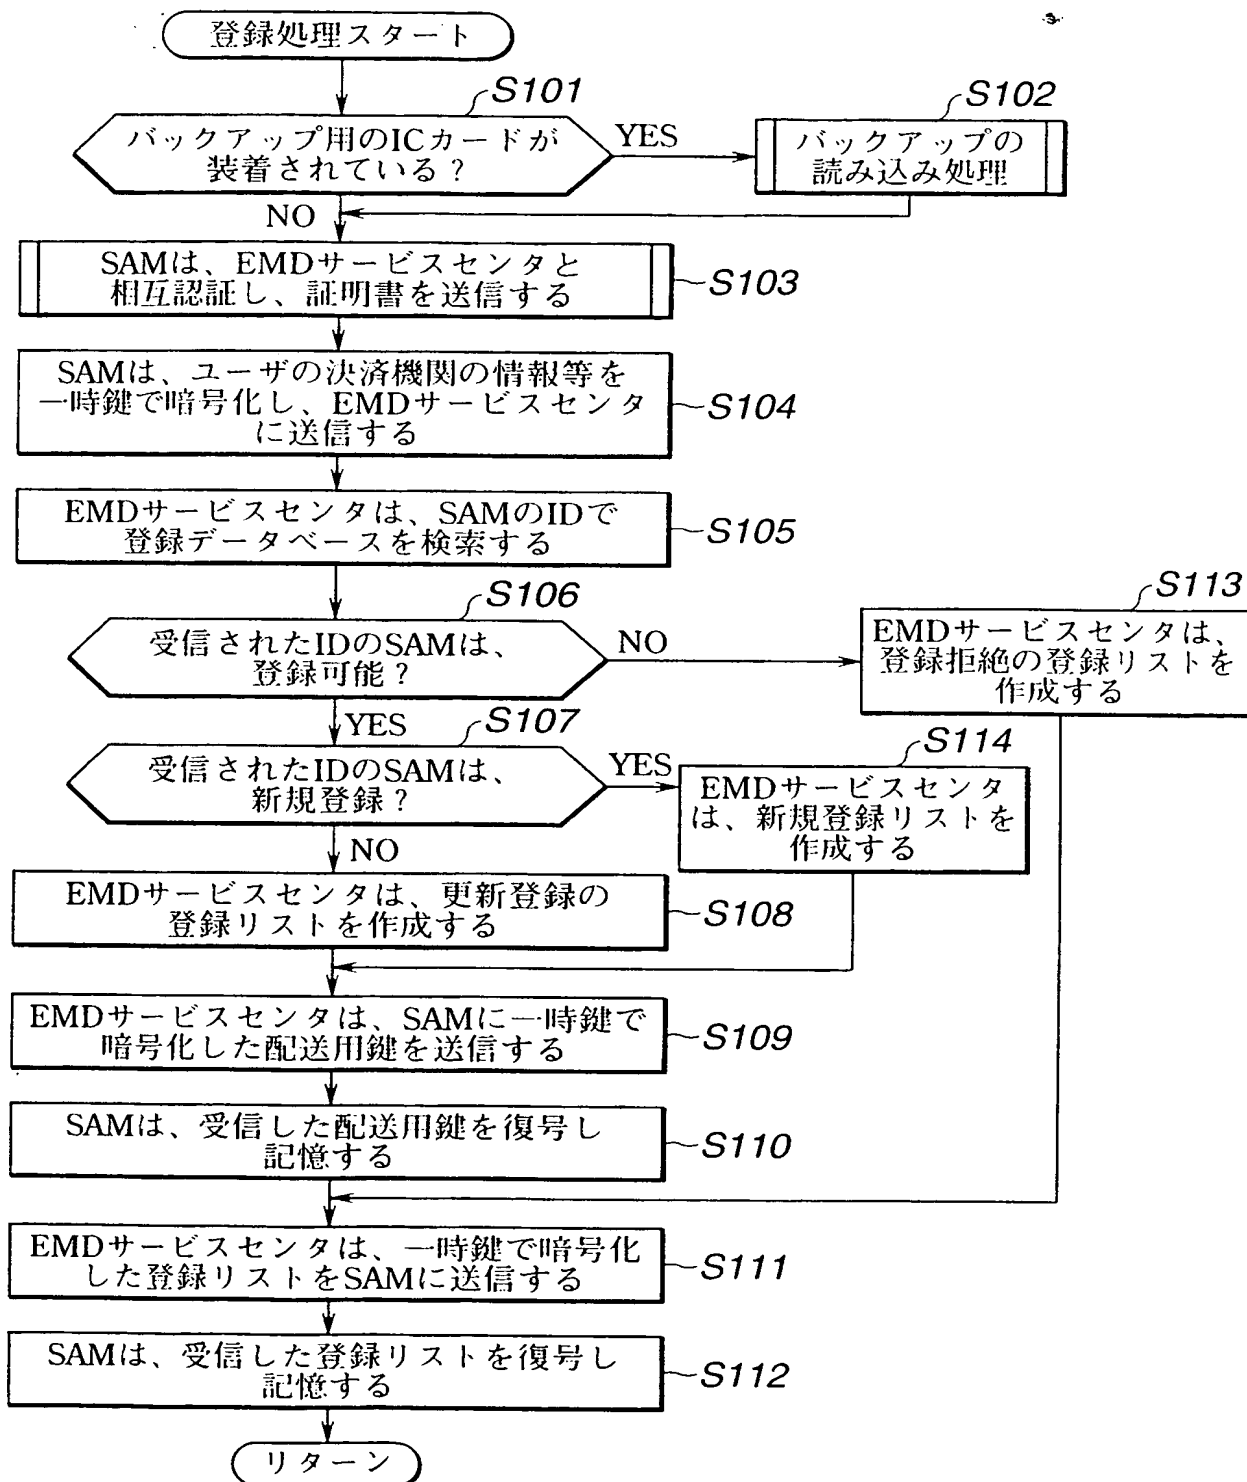 登録処理スタート
S101
バックアップ用のICカードが
装着されている？
YES
S102
バックアップの
読み込み処理
NO
SAMは、EMDサービスセンタと
相互認証し、証明書を送信する
S103
SAMは、ユーザの決済機関の情報等を
一時鍵で暗号化し、EMDサービスセンタ
に送信する
S104
EMDサービスセンタは、SAMのIDで
登録データベースを検索する
S105
S106
受信されたIDのSAMは、
登録可能？
NO
S113
EMDサービスセンタは、
登録拒絶の登録リストを
作成する
YES
S107
受信されたIDのSAMは、
新規登録？
YES
S114
EMDサービスセンタ
は、新規登録リストを
作成する
NO
EMDサービスセンタは、更新登録の
登録リストを作成する
S108
EMDサービスセンタは、SAMに一時鍵で
暗号化した配送用鍵を送信する
S109
SAMは、受信した配送用鍵を復号し
記憶する
S110
EMDサービスセンタは、一時鍵で暗号化
した登録リストをSAMに送信する
S111
SAMは、受信した登録リストを復号し
記憶する
S112
リターン